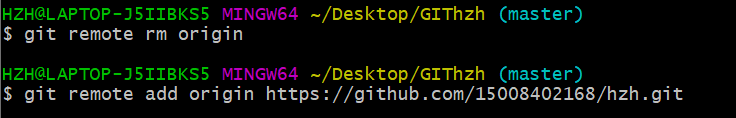 HZH@LAPTOP-J5IIBKS5 MINGW64 ~/Desktop/GIThzh (master)
$ git remote rm origin
HZH@LAPTOP-J5IIBKS5 MINGW64 ~/Desktop/GIThzh (master)
$ git remote add origin https://github.com/15008402168/hzh.git